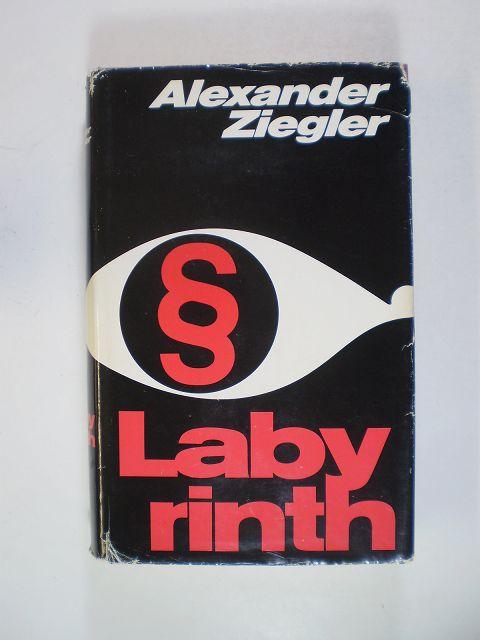 Alexander
Ziegler
§
Laby
rinth